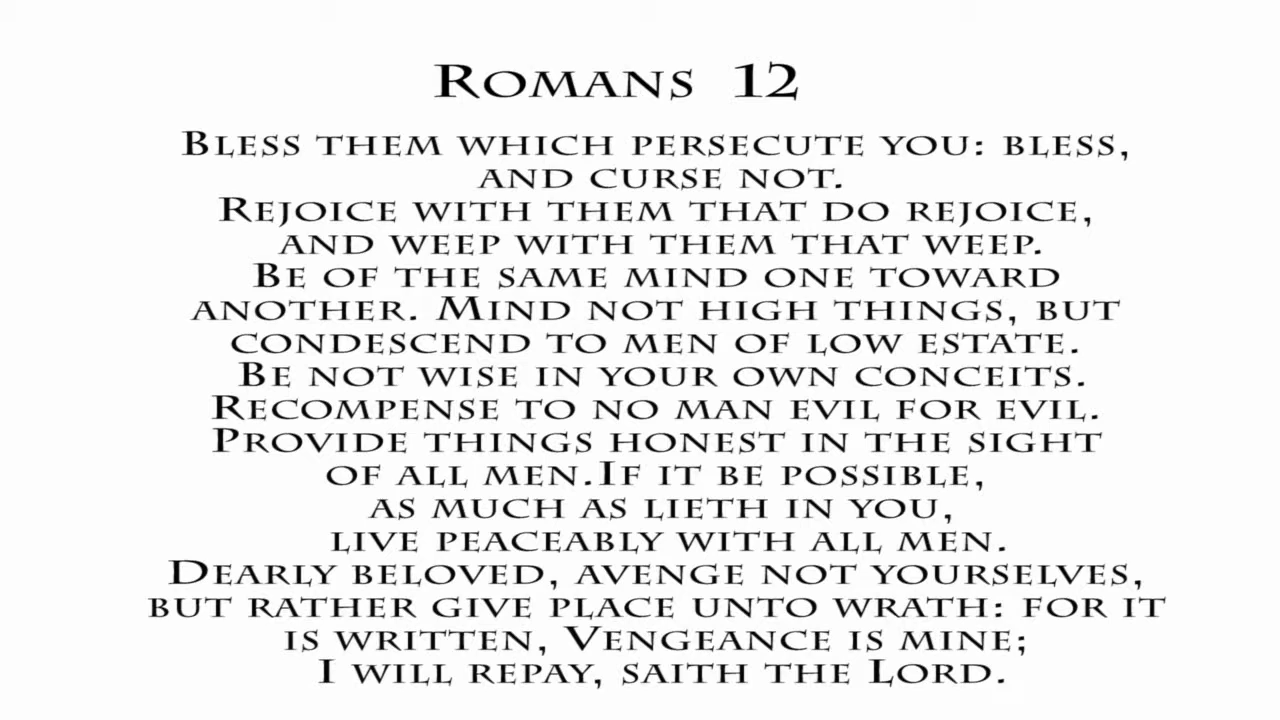 Romans 12
Bless them which persecute you: bless,
and curse not.
Rejoice with them that do rejoice,
and weep with them that weep.
Be of the same mind one toward
another. Mind not high things, but
condescend to men of low estate.
Be not wise in your own conceits.
Recompense to no man evil for evil.
Provide things honest in the sight
of all men.If it be possible,
as much as lieth in you,
live peaceably with all men.
Dearly beloved, avenge not yourselves,
but rather give place unto wrath: for it
is written, Vengeance is mine;
I will repay, saith the Lord.